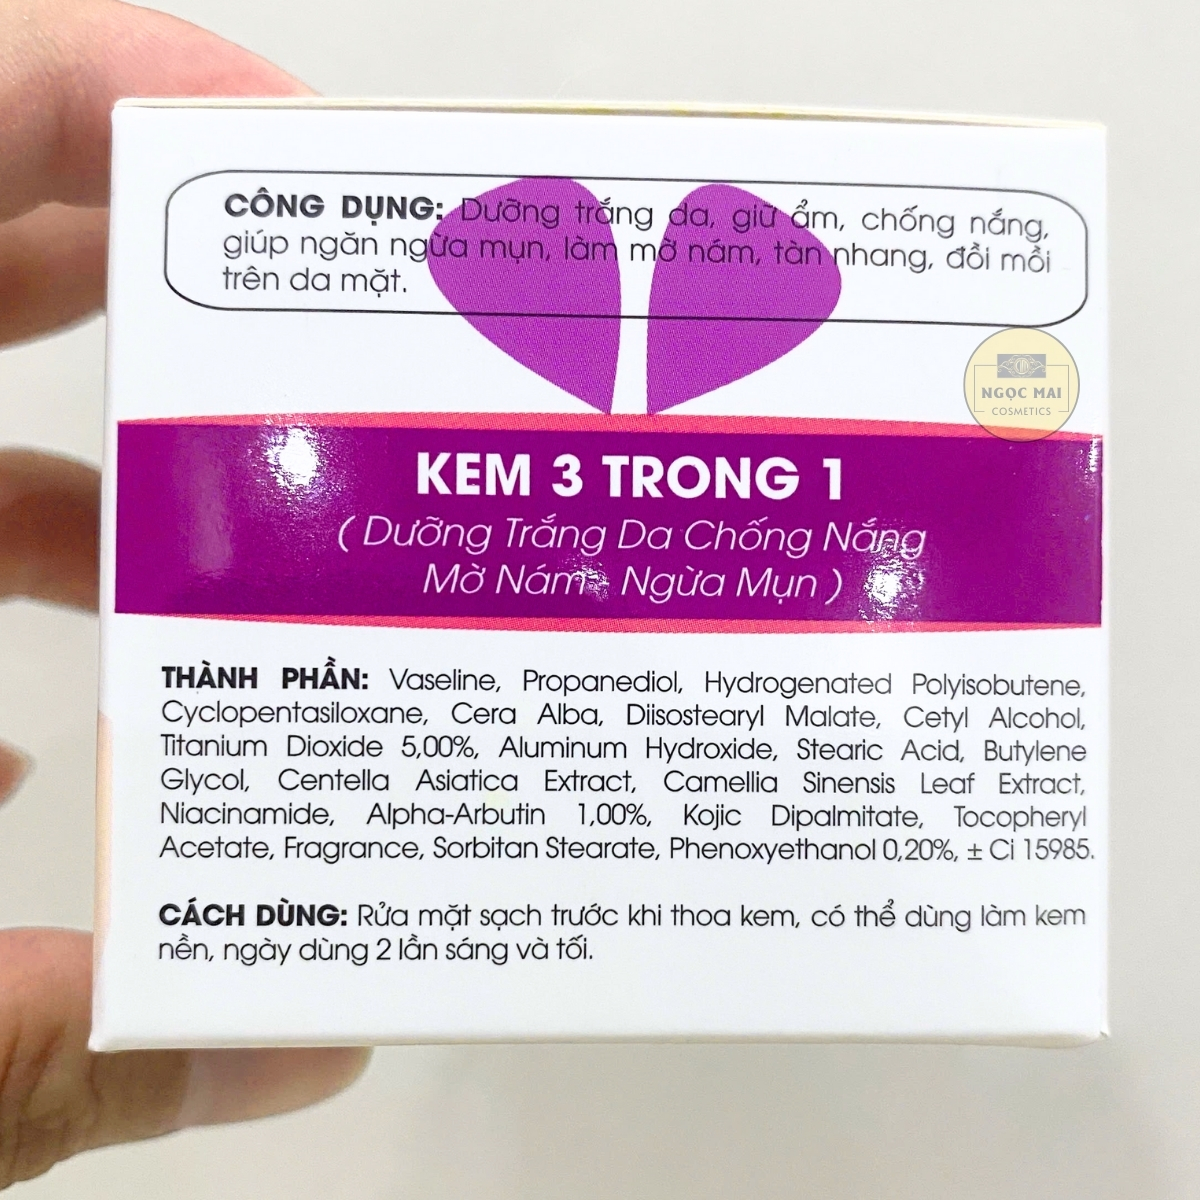 CÔNG DỤNG: Dưỡng trắng da, giữ ẩm, chống nắng,
giúp ngăn ngừa mụn, làm mờ nám, tàn nhang, đồi mồi
trên da mặt.
NGỌC MAI
COSMETICS
KEM 3 TRONG 1
( Dưỡng Trắng Da Chống Nắng
Mờ Nám - Ngừa Mụn )
THÀNH PHẦN: Vaseline, Propanediol, Hydrogenated Polyisobutene,
Cyclopentasiloxane, Cera Alba, Diisostearyl Malate, Cetyl Alcohol,
Titanium Dioxide 5,00%, Aluminum Hydroxide, Stearic Acid, Butylene
Glycol, Centella Asiatica Extract, Camellia Sinensis Leaf Extract,
Niacinamide, Alpha-Arbutin 1,00%, Kojic Dipalmitate, Tocopheryl
Acetate, Fragrance, Sorbitan Stearate, Phenoxyethanol 0,20%, ± Ci 15985.
CÁCH DÙNG: Rửa mặt sạch trước khi thoa kem, có thể dùng làm kem
nền, ngày dùng 2 lần sáng và tối.